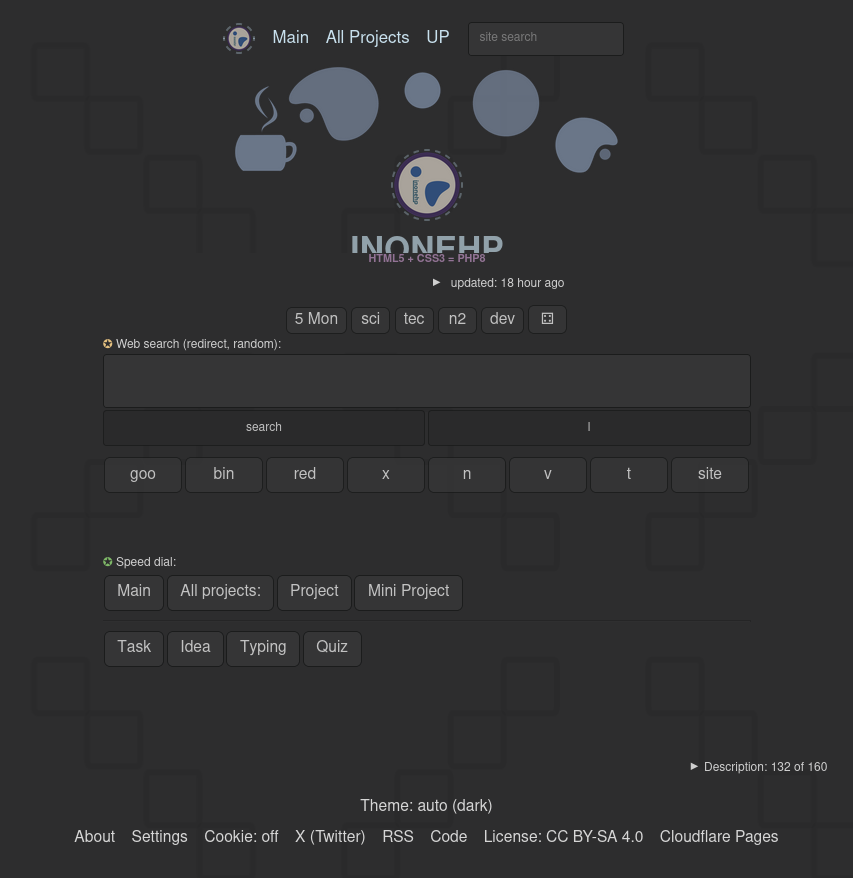 Main All Projects UP site search
inonehp
INONEHP
HTML5 + CSS3 = PHP8
► updated: 18 hour ago
5 Mon sci tec n2 dev ⚃
✪ Web search (redirect, random):
search l
goo bin red x n v t site
✪ Speed dial:
Main All projects: Project Mini Project
Task Idea Typing Quiz
► Description: 132 of 160
Theme: auto (dark)
About Settings Cookie: off X (Twitter) RSS Code License: CC BY-SA 4.0 Cloudflare Pages